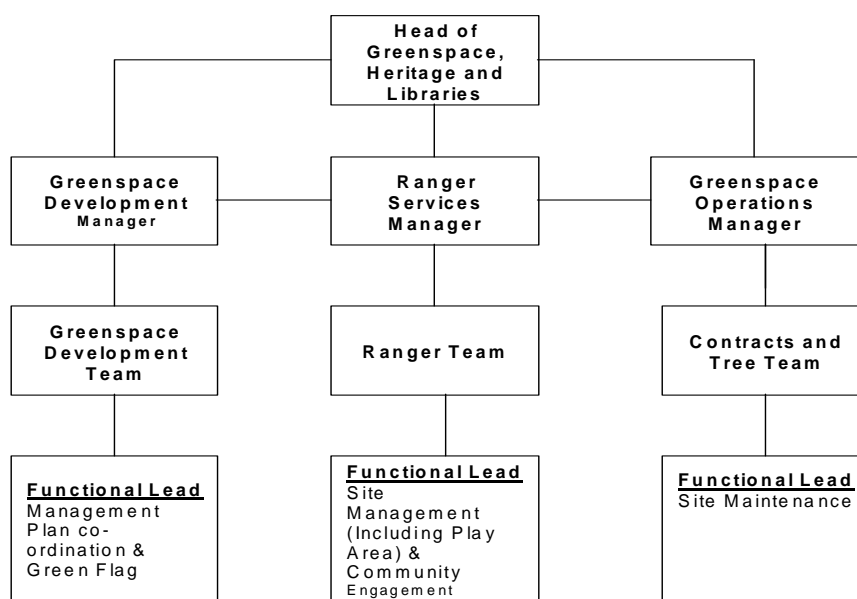 Head of
Greenspace,
Heritage and
Libraries
Greenspace
Development
Manager
Ranger
Services
Manager
Greenspace
Operations
Manager
Greenspace
Development
Team
Ranger Team
Contracts and
Tree Team
Functional Lead
Management
Plan co-
ordination &
Green Flag
Functional Lead
Site
Management
(Including Play
Area) &
Community
Engagement
Functional Lead
Site Maintenance